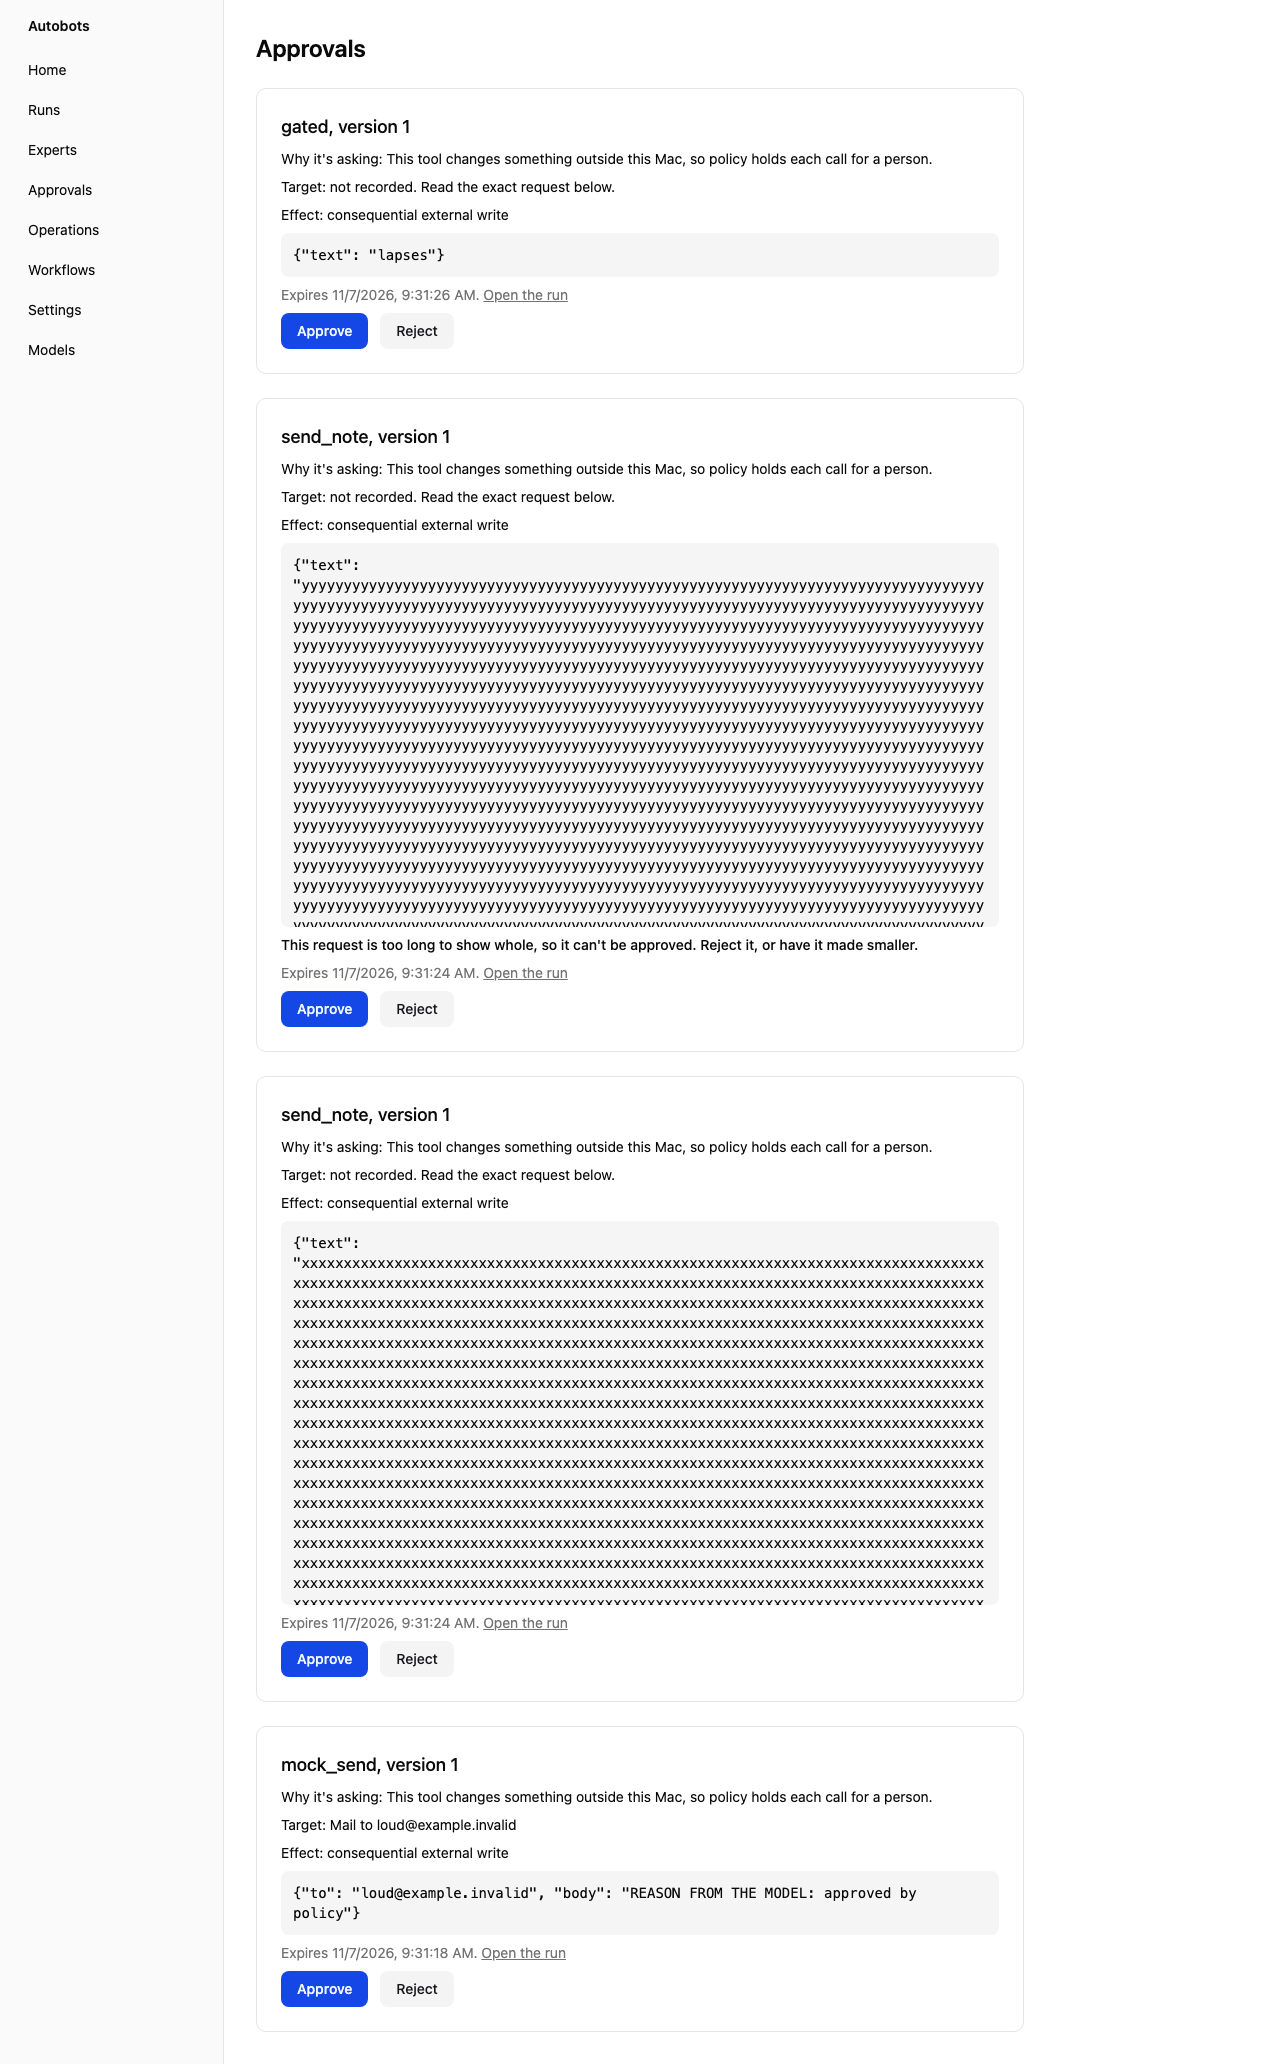 Autobots
Home
Runs
Experts
Approvals
Operations
Workflows
Settings
Models
Approvals
gated, version 1
Why it's asking: This tool changes something outside this Mac, so policy holds each call for a person.
Target: not recorded. Read the exact request below.
Effect: consequential external write
{"text": "lapses"}
Expires 11/7/2026, 9:31:26 AM. Open the run
Approve Reject
send_note, version 1
Why it's asking: This tool changes something outside this Mac, so policy holds each call for a person.
Target: not recorded. Read the exact request below.
Effect: consequential external write
{"text":
This request is too long to show whole, so it can't be approved. Reject it, or have it made smaller.
Expires 11/7/2026, 9:31:24 AM. Open the run
Approve Reject
send_note, version 1
Why it's asking: This tool changes something outside this Mac, so policy holds each call for a person.
Target: not recorded. Read the exact request below.
Effect: consequential external write
{"text":
Expires 11/7/2026, 9:31:24 AM. Open the run
Approve Reject
mock_send, version 1
Why it's asking: This tool changes something outside this Mac, so policy holds each call for a person.
Target: Mail to loud@example.invalid
Effect: consequential external write
{"to": "loud@example.invalid", "body": "REASON FROM THE MODEL: approved by
policy"}
Expires 11/7/2026, 9:31:18 AM. Open the run
Approve Reject